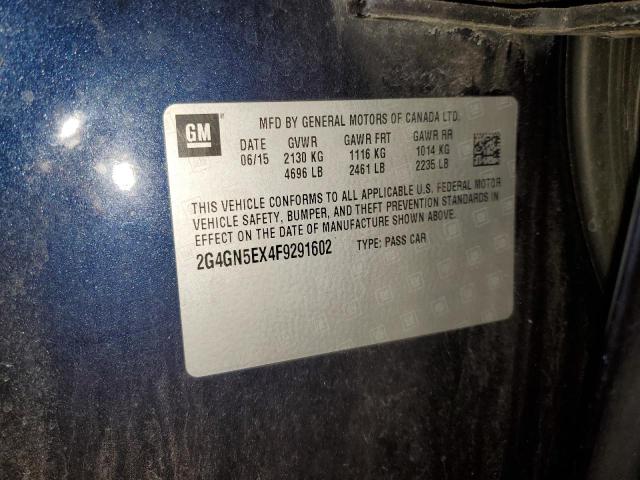 GM
MFD BY GENERAL MOTORS OF CANADA LTD.
DATE GVWR GAWR FRT GAWR RR
06/15 2130 KG 1116 KG 1014 KG
4696 LB 2461 LB 2235 LB
THIS VEHICLE CONFORMS TO ALL APPLICABLE U.S. FEDERAL MOTOR
VEHICLE SAFETY, BUMPER, AND THEFT PREVENTION STANDARDS IN
EFFECT ON THE DATE OF MANUFACTURE SHOWN ABOVE.
2G4GN5EX4F9291602 TYPE: PASS CAR